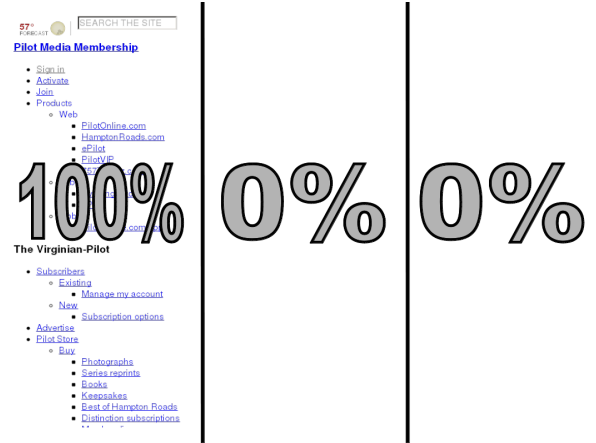 57°
FORECAST
SEARCH THE SITE
Pilot Media Membership
Sign in
Activate
Join
Products
Web
PilotOnline.com
HamptonRoads.com
ePilot
PilotVIP
100% 0% 0%
The Virginian-Pilot
Subscribers
Existing
Manage my account
New
Subscription options
Advertise
Pilot Store
Buy
Photographs
Series reprints
Books
Keepsakes
Best of Hampton Roads
Distinction subscriptions